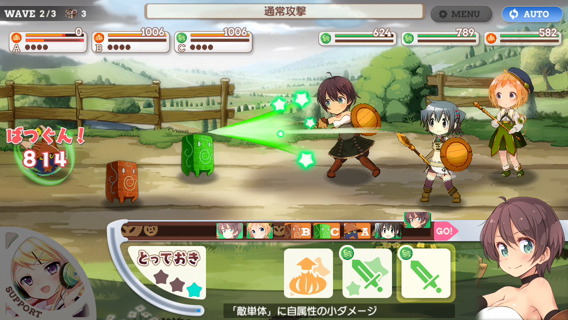 WAVE 2/3 3
通常攻撃
MENU
AUTO
A 0
B 1006
C 1006
624
789
582
ばつぐん!
814
B C A
GO!
とっておき
SUPPORT
「敵単体」に自属性の小ダメージ